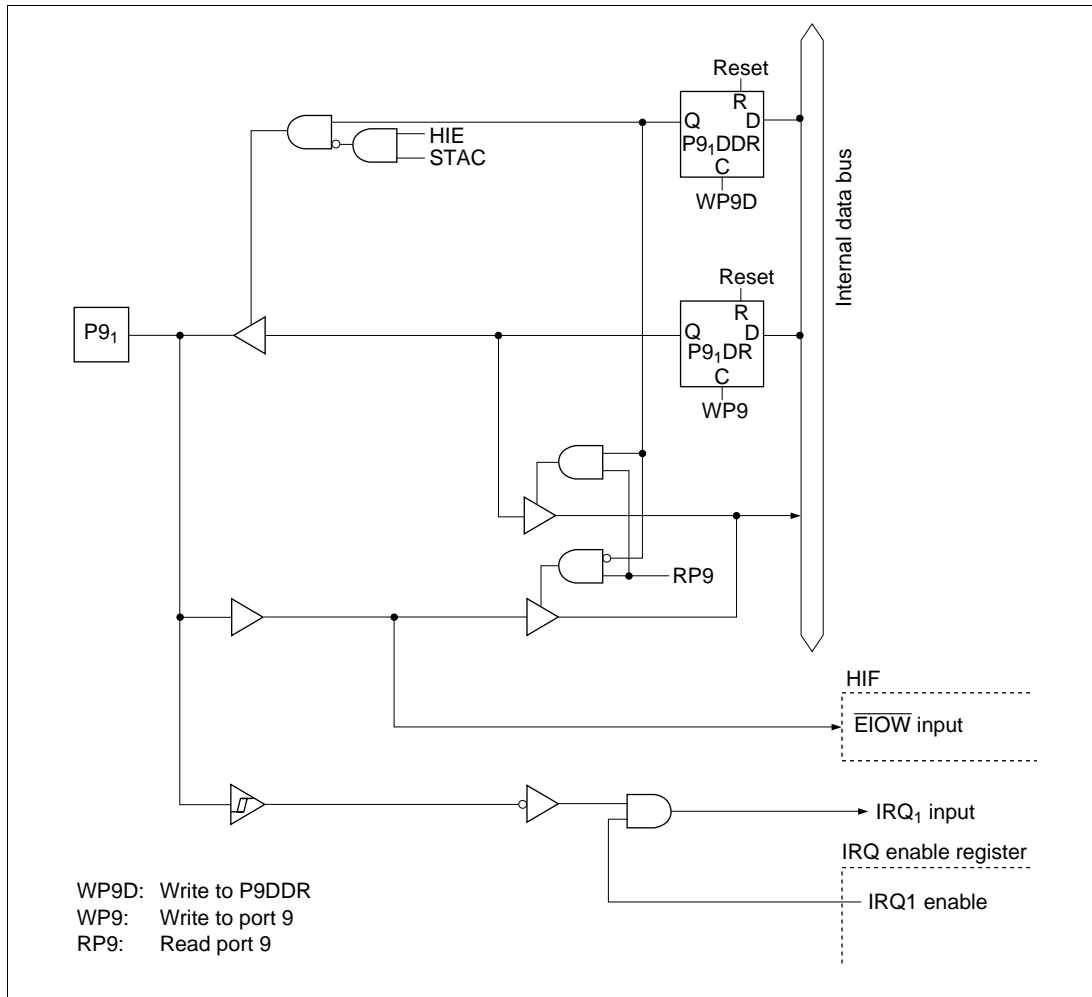 Reset
R
Q D
P9₁DDR
C
WP9D
HIE
STAC
Internal data bus
Reset
R
Q D
P9₁DR
C
WP9
P9₁
RP9
HIF
E̅I̅O̅W̅ input
IRQ₁ input
IRQ enable register
IRQ1 enable
WP9D: Write to P9DDR
WP9: Write to port 9
RP9: Read port 9